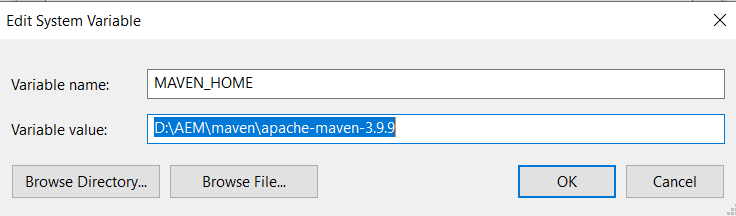 Edit System Variable
Variable name: MAVEN_HOME
Variable value: D:\AEM\maven\apache-maven-3.9.9
Browse Directory... Browse File... OK Cancel